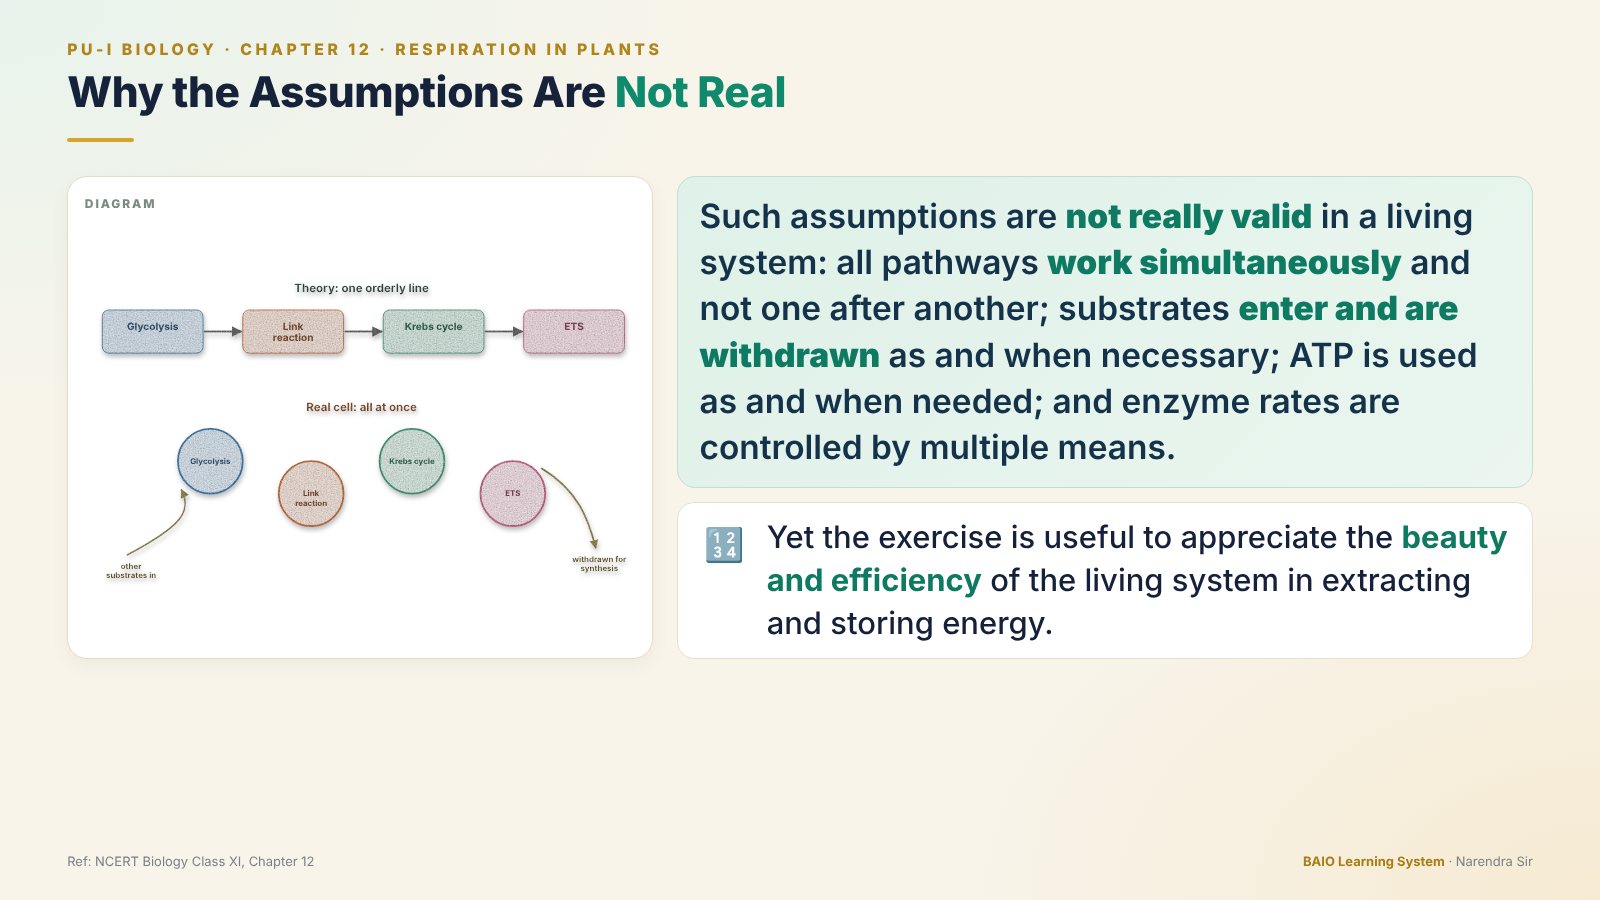 PU-I BIOLOGY · CHAPTER 12 · RESPIRATION IN PLANTS
Why the Assumptions Are Not Real
DIAGRAM
Theory: one orderly line
Glycolysis
Link
reaction
Krebs cycle
ETS
Real cell: all at once
Glycolysis
Link
reaction
Krebs cycle
ETS
other
substrates in
withdrawn for
synthesis
Such assumptions are not really valid in a living
system: all pathways work simultaneously and
not one after another; substrates enter and are
withdrawn as and when necessary; ATP is used
as and when needed; and enzyme rates are
controlled by multiple means.
1 2
3 4
Yet the exercise is useful to appreciate the beauty
and efficiency of the living system in extracting
and storing energy.
Ref: NCERT Biology Class XI, Chapter 12
BAIO Learning System · Narendra Sir